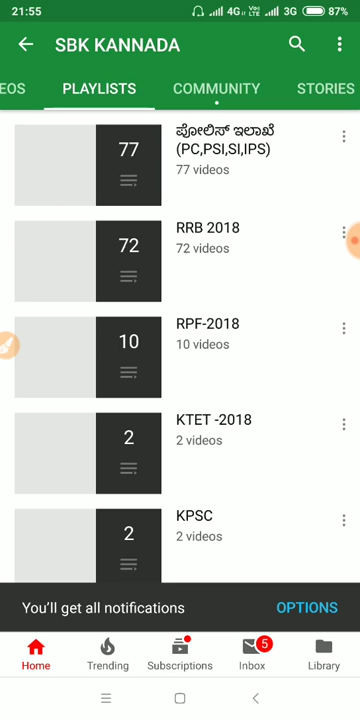 21:55 4G VoLTE 3G 87%
SBK KANNADA
EOS PLAYLISTS COMMUNITY STORIES
77
ಪೋಲಿಸ್ ಇಲಾಖೆ
(PC,PSI,SI,IPS)
77 videos
72
RRB 2018
72 videos
10
RPF-2018
10 videos
2
KTET -2018
2 videos
2
KPSC
2 videos
You'll get all notifications OPTIONS
5
Home Trending Subscriptions Inbox Library